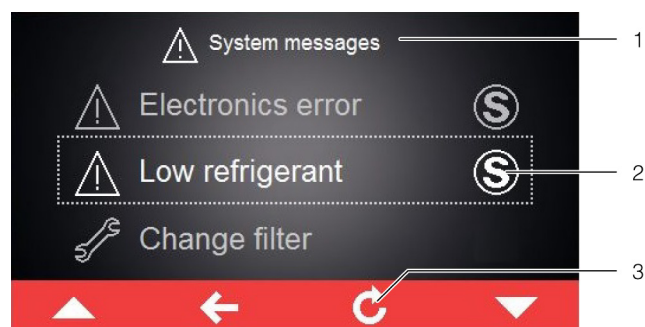 System messages
1
Electronics error S
Low refrigerant S
2
Change filter
3